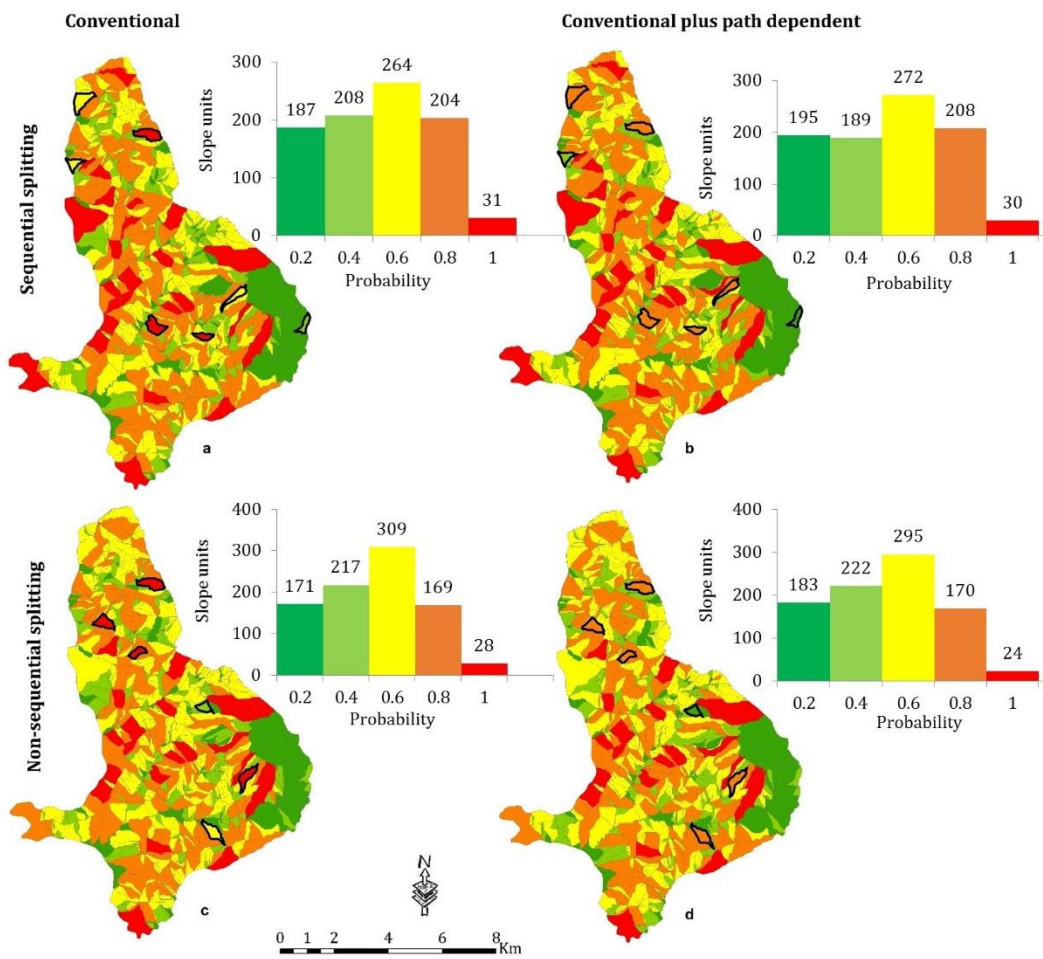 Conventional
Conventional plus path dependent
Sequential splitting
Slope units
300
200
100
0
187
208
264
204
31
0.2 0.4 0.6 0.8 1
Probability
a
Slope units
300
200
100
0
195
189
272
208
30
0.2 0.4 0.6 0.8 1
Probability
b
Non-sequential splitting
Slope units
400
300
200
100
0
171
217
309
169
28
0.2 0.4 0.6 0.8 1
Probability
c
Slope units
400
300
200
100
0
183
222
295
170
24
0.2 0.4 0.6 0.8 1
Probability
d
N
0 1 2 4 6 8
Km